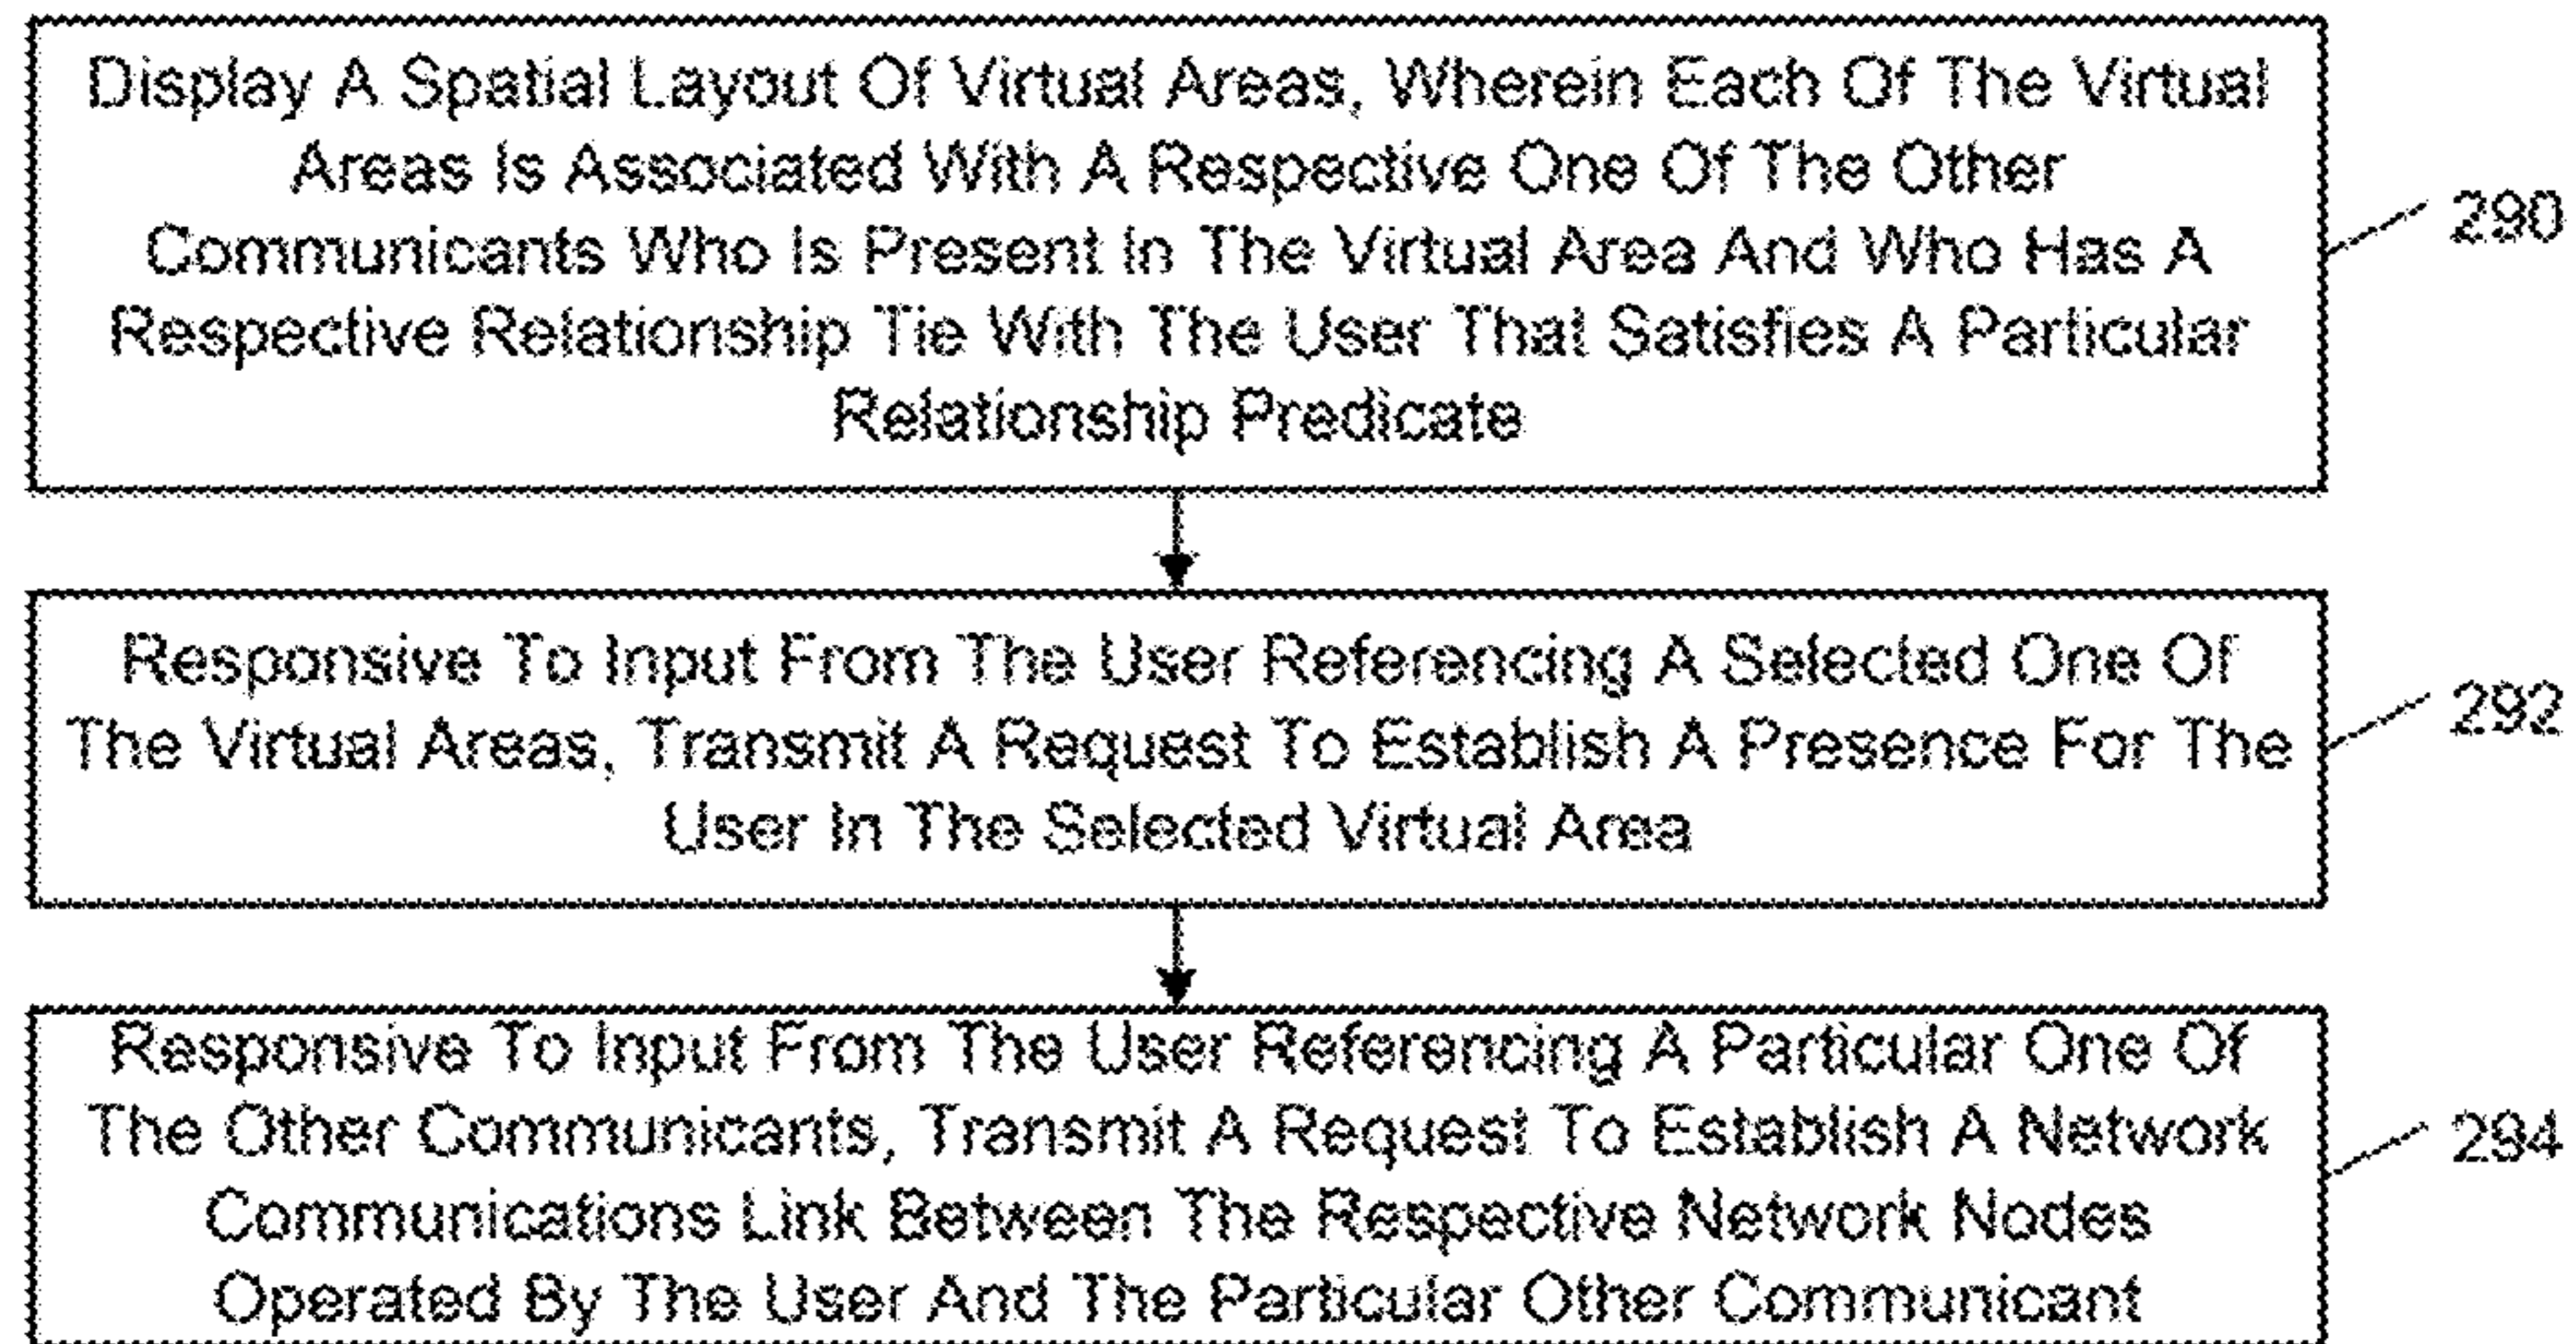 Display A Spatial Layout Of Virtual Areas, Wherein Each Of The Virtual
Areas Is Associated With A Respective One Of The Other
Communicants Who Is Present In The Virtual Area And Who Has A
Respective Relationship Tie With The User That Satisfies A Particular
Relationship Predicate
290
Responsive To Input From The User Referencing A Selected One Of
The Virtual Areas, Transmit A Request To Establish A Presence For The
User In The Selected Virtual Area
292
Responsive To Input From The User Referencing A Particular One Of
The Other Communicants, Transmit A Request To Establish A Network
Communications Link Between The Respective Network Nodes
Operated By The User And The Particular Other Communicant
294